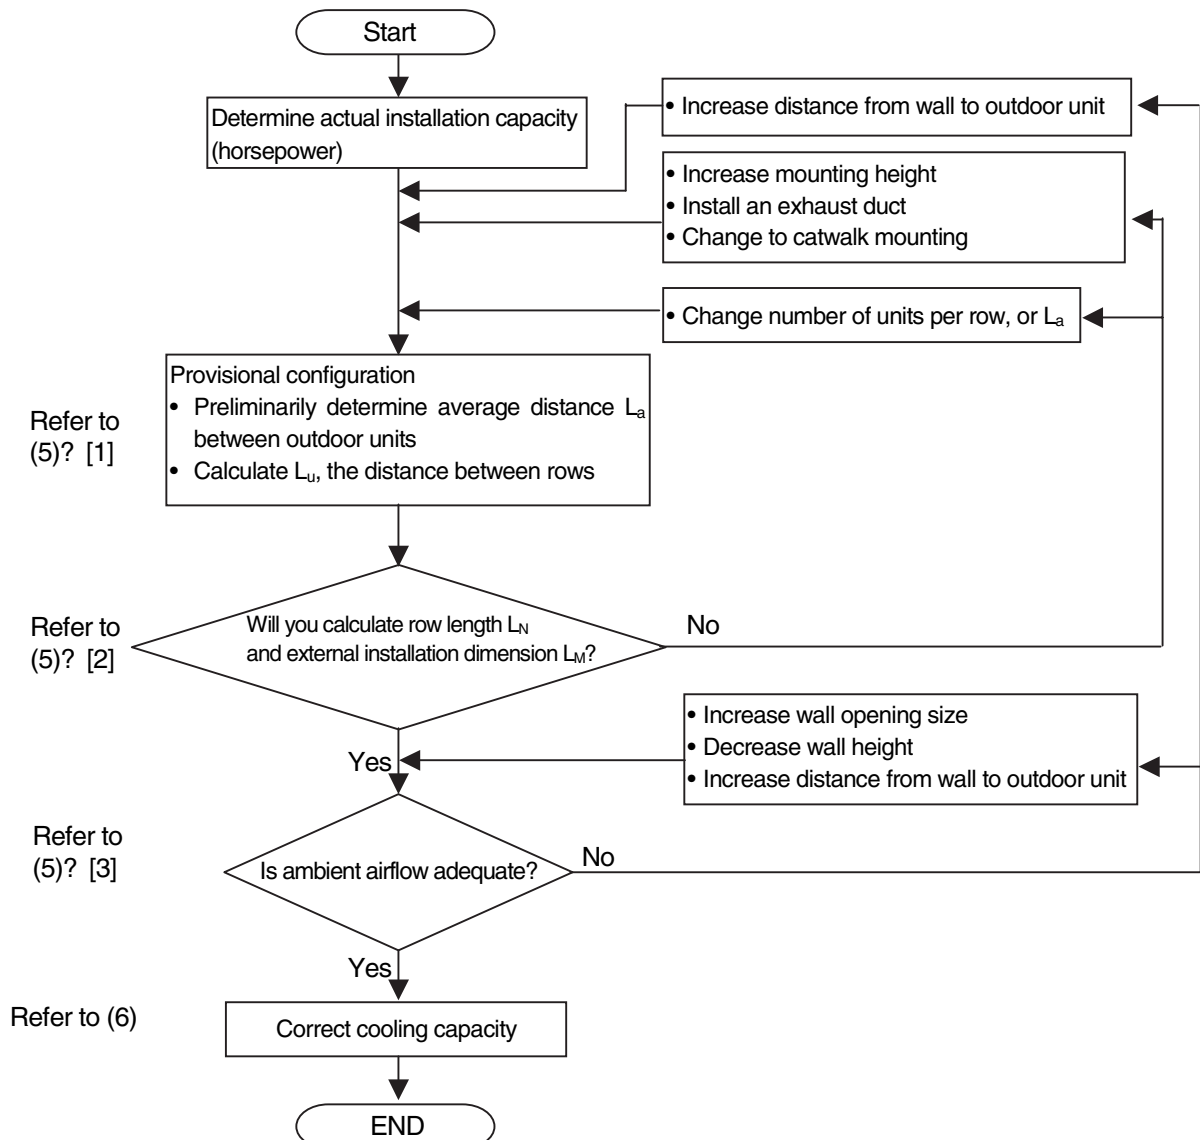 Start
Determine actual installation capacity
(horsepower)
• Increase distance from wall to outdoor unit
• Increase mounting height
• Install an exhaust duct
• Change to catwalk mounting
• Change number of units per row, or La
Provisional configuration
• Preliminarily determine average distance La
between outdoor units
• Calculate Lu, the distance between rows
Refer to
(5)? [1]
Will you calculate row length LN
and external installation dimension LM?
No
Refer to
(5)? [2]
Yes
• Increase wall opening size
• Decrease wall height
• Increase distance from wall to outdoor unit
Refer to
(5)? [3]
Is ambient airflow adequate?
No
Yes
Refer to (6)
Correct cooling capacity
END